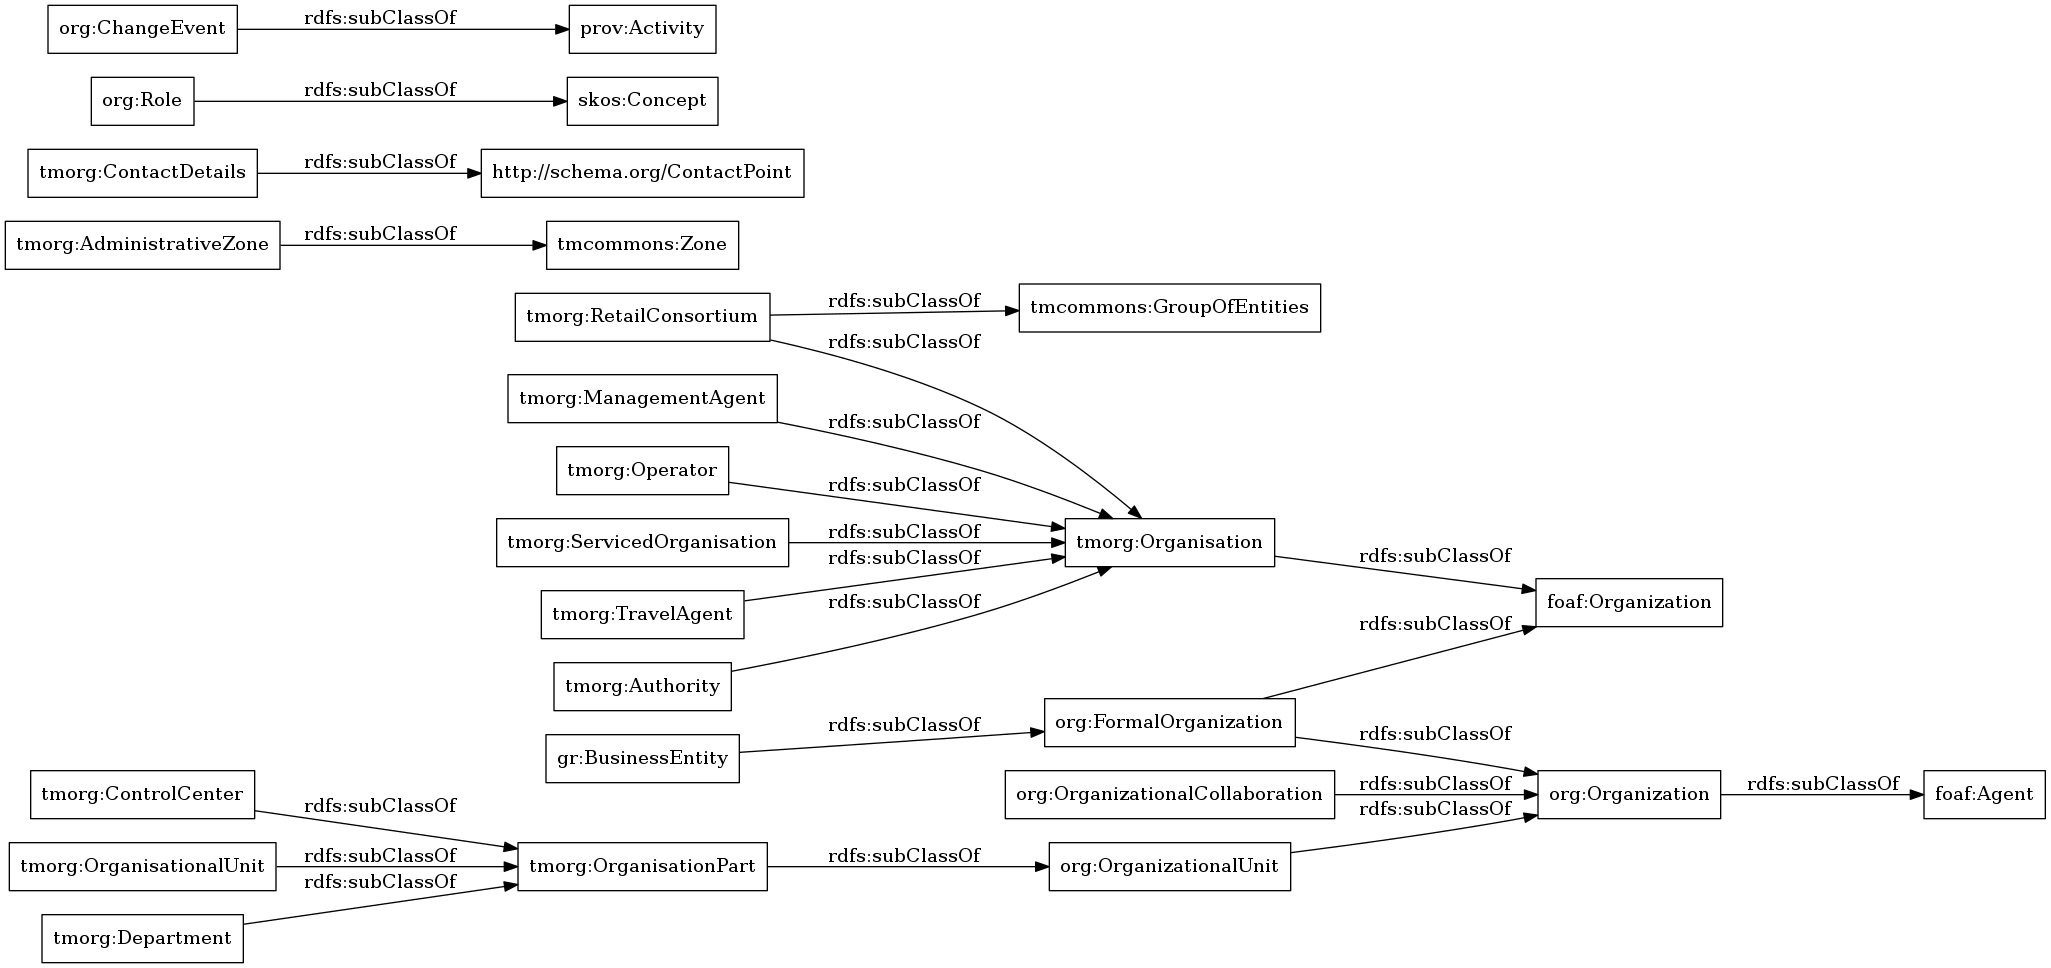 org:ChangeEvent rdfs:subClassOf prov:Activity
org:Role rdfs:subClassOf skos:Concept
tmorg:ContactDetails rdfs:subClassOf http://schema.org/ContactPoint
tmorg:AdministrativeZone rdfs:subClassOf tmcommons:Zone
tmorg:RetailConsortium rdfs:subClassOf tmcommons:GroupOfEntities
rdfs:subClassOf
tmorg:ManagementAgent rdfs:subClassOf
tmorg:Operator rdfs:subClassOf
tmorg:ServicedOrganisation rdfs:subClassOf tmorg:Organisation rdfs:subClassOf
rdfs:subClassOf
tmorg:TravelAgent rdfs:subClassOf foaf:Organization
rdfs:subClassOf
tmorg:Authority
gr:BusinessEntity rdfs:subClassOf org:FormalOrganization rdfs:subClassOf
tmorg:ControlCenter rdfs:subClassOf org:OrganizationalCollaboration rdfs:subClassOf org:Organization rdfs:subClassOf foaf:Agent
rdfs:subClassOf
tmorg:OrganisationalUnit rdfs:subClassOf tmorg:OrganisationPart rdfs:subClassOf org:OrganizationalUnit
rdfs:subClassOf
tmorg:Department